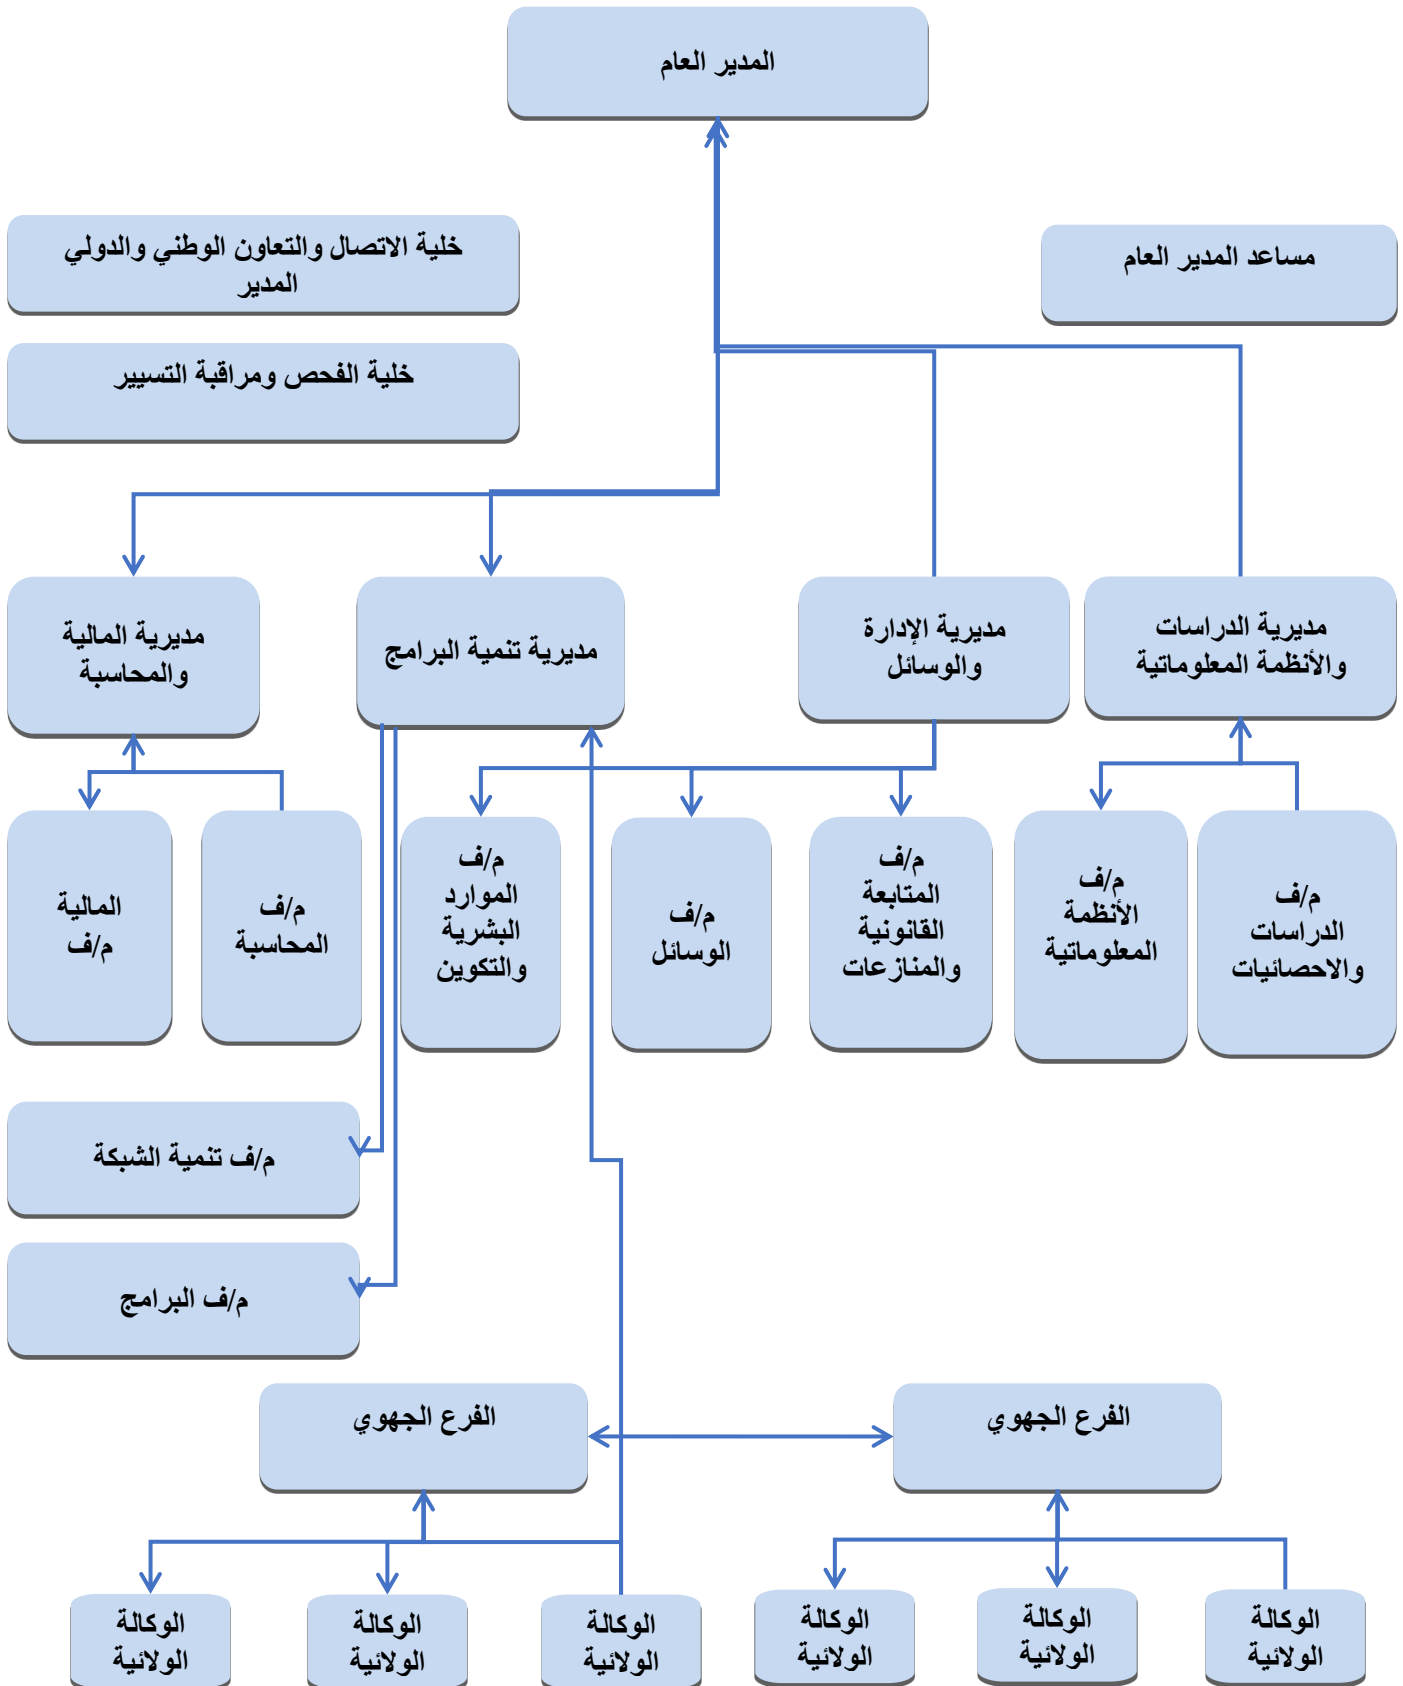 المدير العام
مساعد المدير العام
خلية الاتصال والتعاون الوطني والدولي
المدير
خلية الفحص ومراقبة التسيير
مديرية الدراسات
والأنظمة المعلوماتية
مديرية الإدارة
والوسائل
مديرية تنمية البرامج
مديرية المالية
والمحاسبة
م/ف
الدراسات
والاحصائيات
م/ف
الأنظمة
المعلوماتية
م/ف
المتابعة
القانونية
والمنازعات
م/ف
الوسائل
م/ف
الموارد
البشرية
والتكوين
م/ف
المحاسبة
المالية
م/ف
م/ف تنمية الشبكة
م/ف البرامج
الفرع الجهوي
الفرع الجهوي
الوكالة
الولائية
الوكالة
الولائية
الوكالة
الولائية
الوكالة
الولائية
الوكالة
الولائية
الوكالة
الولائية